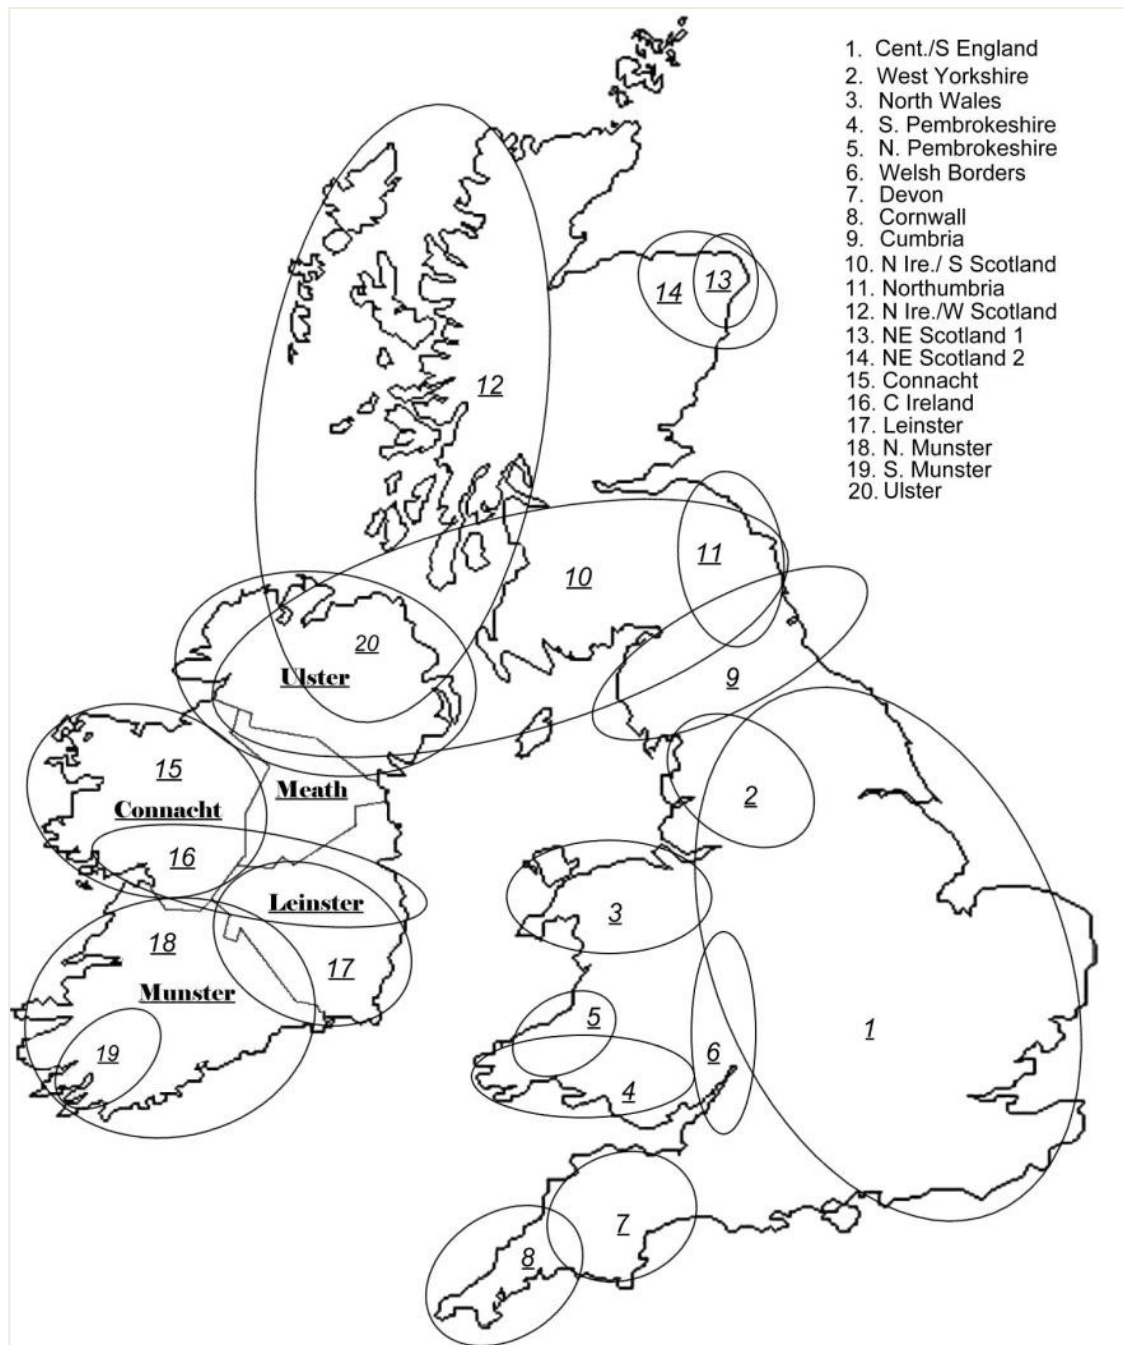 1. Cent./S England
2. West Yorkshire
3. North Wales
4. S. Pembrokeshire
5. N. Pembrokeshire
6. Welsh Borders
7. Devon
8. Cornwall
9. Cumbria
10. N Ire./ S Scotland
11. Northumbria
12. N Ire./W Scotland
13. NE Scotland 1
14. NE Scotland 2
15. Connacht
16. C Ireland
17. Leinster
18. N. Munster
19. S. Munster
20. Ulster
13
14
12
11
10
20
Ulster
9
15
Meath
2
Connacht
16
Leinster
3
18
17
Munster
5
1
19
6
4
7
8